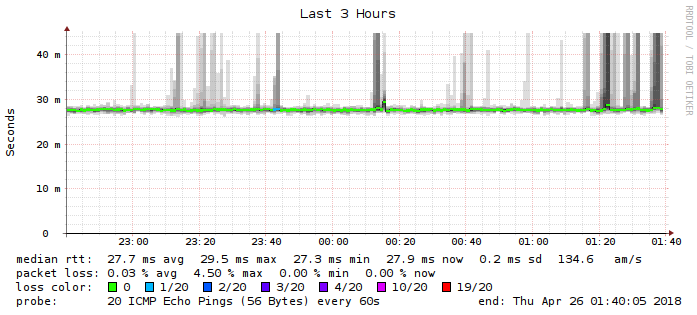 Last 3 Hours
RRDTOOL / TOBI OETIKER
Seconds
40 m
30 m
20 m
10 m
0
23:00 23:20 23:40 00:00 00:20 00:40 01:00 01:20 01:40
median rtt: 27.7 ms avg 29.5 ms max 27.3 ms min 27.9 ms now 0.2 ms sd 134.6 am/s
packet loss: 0.03 % avg 4.50 % max 0.00 % min 0.00 % now
loss color: 0 1/20 2/20 3/20 4/20 10/20 19/20
probe: 20 ICMP Echo Pings (56 Bytes) every 60s end: Thu Apr 26 01:40:05 2018